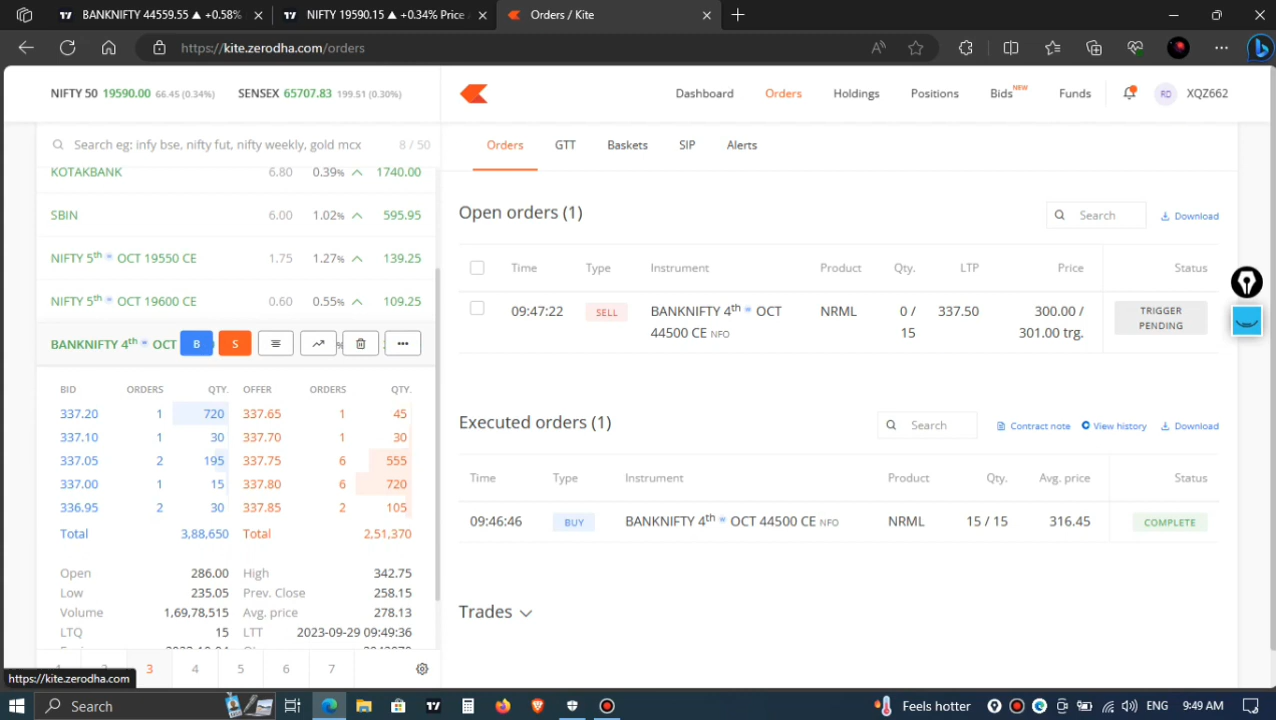 BANKNIFTY 44559.55 ▲ +0.58%
NIFTY 19590.15 ▲ +0.34% Price
Orders / Kite
https://kite.zerodha.com/orders
NIFTY 50 19590.00 66.45 (0.34%) SENSEX 65707.83 199.51 (0.30%)
Dashboard Orders Holdings Positions Bids NEW Funds RD XQZ662
Search eg: infy bse, nifty fut, nifty weekly, gold mcx 8 / 50
KOTAKBANK 6.80 0.39% 1740.00
SBIN 6.00 1.02% 595.95
NIFTY 5th W OCT 19550 CE 1.75 1.27% 139.25
NIFTY 5th W OCT 19600 CE 0.60 0.55% 109.25
BANKNIFTY 4th W OCT B S
BID ORDERS QTY. OFFER ORDERS QTY.
337.20 1 720 337.65 1 45
337.10 1 30 337.70 1 30
337.05 2 195 337.75 6 555
337.00 1 15 337.80 6 720
336.95 2 30 337.85 2 105
Total 3,88,650 Total 2,51,370
Open 286.00 High 342.75
Low 235.05 Prev. Close 258.15
Volume 1,69,78,515 Avg. price 278.13
LTQ 15 LTT 2023-09-29 09:49:36
3 4 5 6 7
https://kite.zerodha.com
Orders GTT Baskets SIP Alerts
Open orders (1) Search Download
Time Type Instrument Product Qty. LTP Price Status
09:47:22 SELL BANKNIFTY 4th W OCT NRML 0 / 337.50 300.00 / TRIGGER
44500 CE NFO 15 301.00 trg. PENDING
Executed orders (1) Search Contract note View history Download
Time Type Instrument Product Qty. Avg. price Status
09:46:46 BUY BANKNIFTY 4th W OCT 44500 CE NFO NRML 15 / 15 316.45 COMPLETE
Trades
Search Feels hotter ENG 9:49 AM